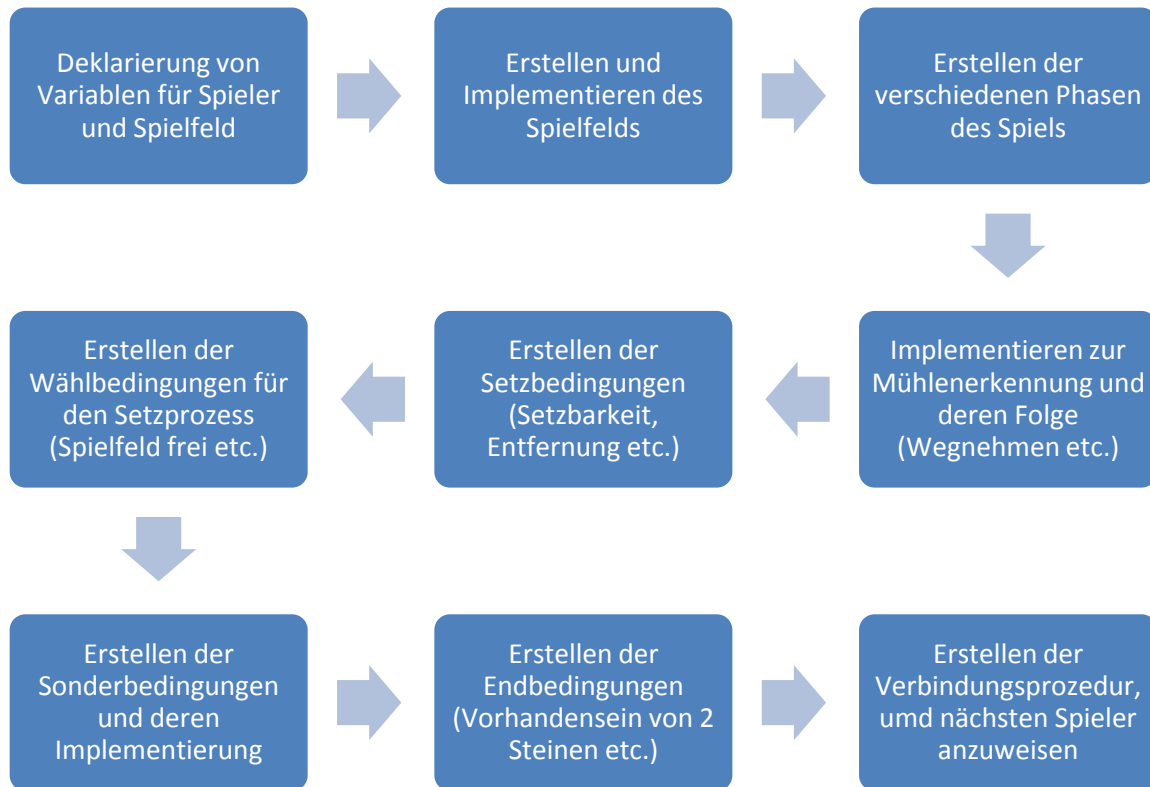 Deklarierung von
Variablen für Spieler
und Spielfeld
Erstellen und
Implementieren des
Spielfelds
Erstellen der
verschiedenen Phasen
des Spiels
Implementieren zur
Mühlenerkennung und
deren Folge
(Wegnehmen etc.)
Erstellen der
Setzbedingungen
(Setzbarkeit,
Entfernung etc.)
Erstellen der
Wählbedingungen für
den Setzprozess
(Spielfeld frei etc.)
Erstellen der
Sonderbedingungen
und deren
Implementierung
Erstellen der
Endbedingungen
(Vorhandensein von 2
Steinen etc.)
Erstellen der
Verbindungsprozedur,
umd nächsten Spieler
anzuweisen